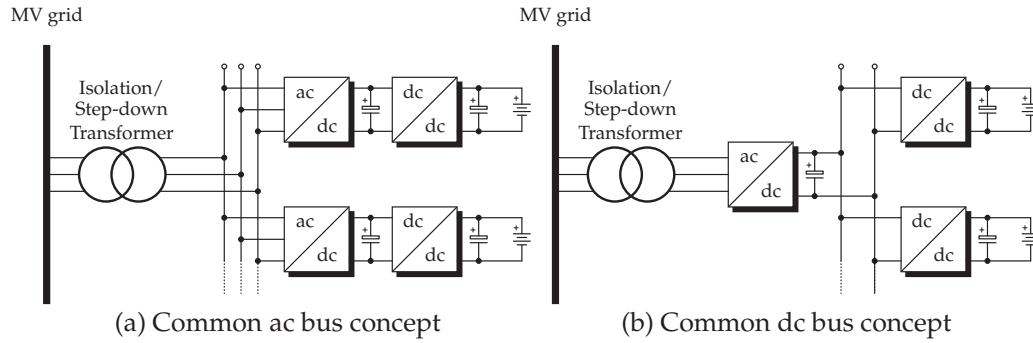 MV grid
Isolation/
Step-down
Transformer
ac
dc
dc
dc
+
+
+
ac
dc
dc
dc
+
+
+
(a) Common ac bus concept
MV grid
Isolation/
Step-down
Transformer
ac
dc
+
dc
dc
+
+
dc
dc
+
+
(b) Common dc bus concept